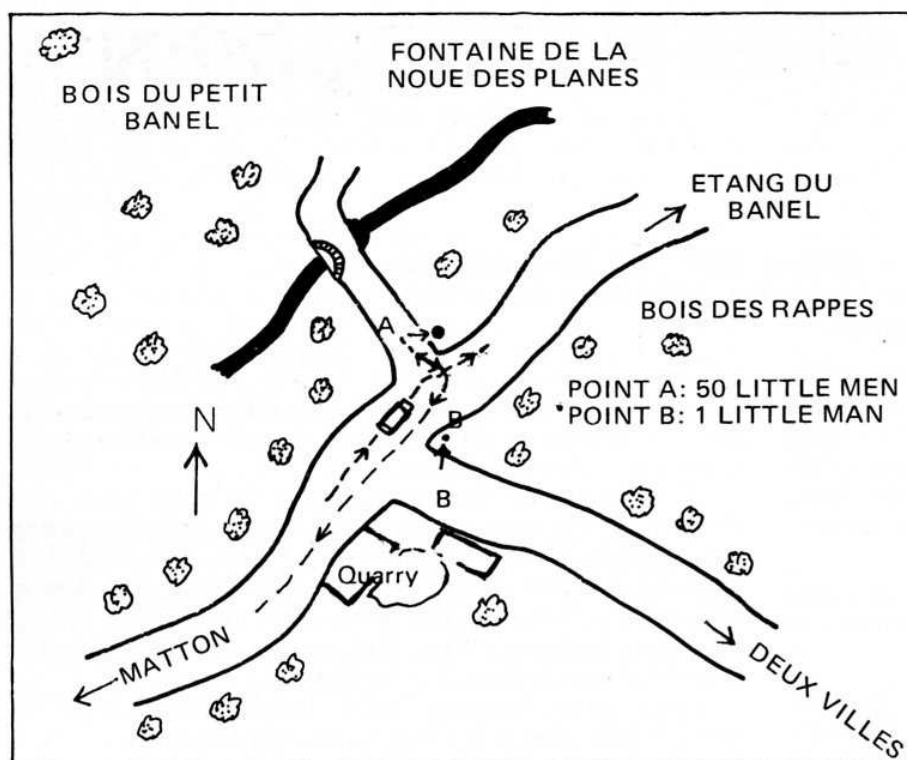 FONTAINE DE LA
NOUE DES PLANES
BOIS DU PETIT
BANEL
ETANG DU
BANEL
BOIS DES RAPPES
A
POINT A: 50 LITTLE MEN
POINT B: 1 LITTLE MAN
N
B
B
Quarry
MATTON
DEUX VILLES